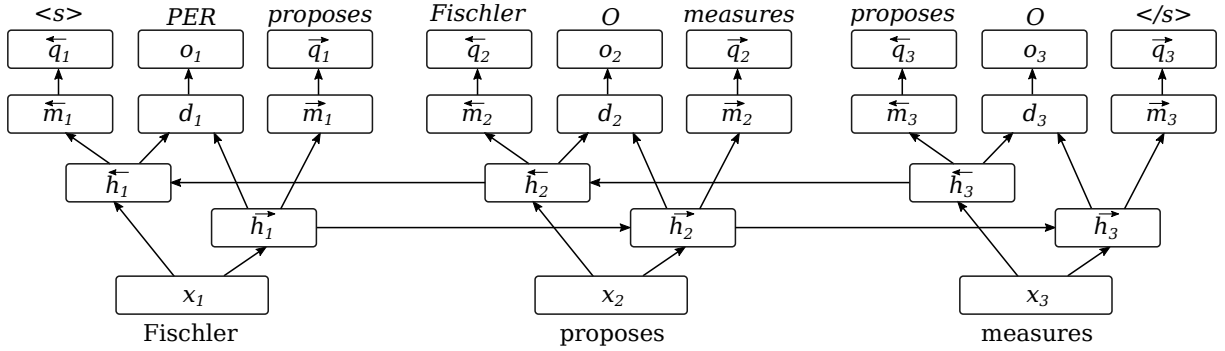 <s> PER proposes Fischler O measures proposes O </s>
q⃖₁ o₁ q⃗₁ q⃖₂ o₂ q⃗₂ q⃖₃ o₃ q⃗₃
m⃖₁ d₁ m⃗₁ m⃖₂ d₂ m⃗₂ m⃖₃ d₃ m⃗₃
h⃖₁ h⃖₂ h⃖₃
h⃗₁ h⃗₂ h⃗₃
x₁ x₂ x₃
Fischler proposes measures